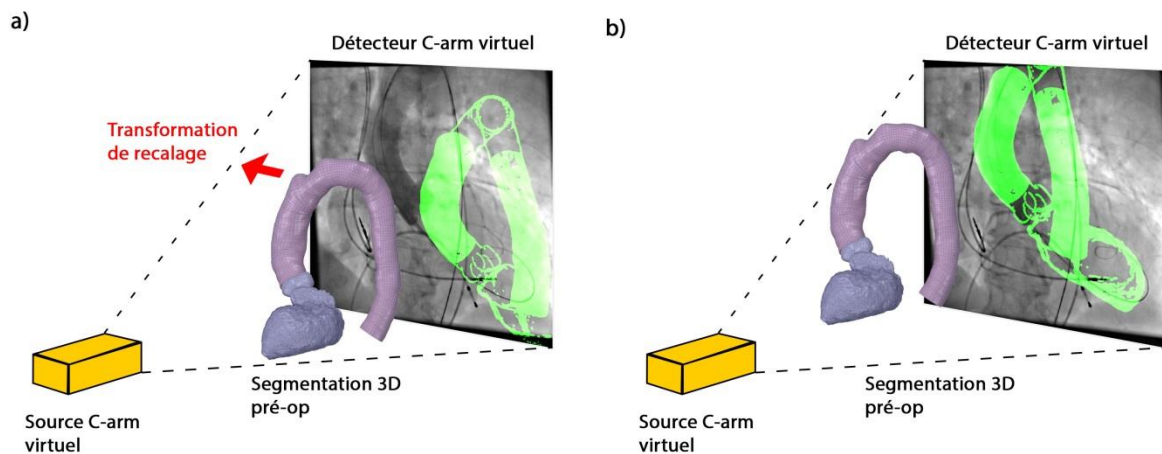 a)
Détecteur C-arm virtuel
Transformation
de recalage
Segmentation 3D
pré-op
Source C-arm
virtuel
b)
Détecteur C-arm virtuel
Segmentation 3D
pré-op
Source C-arm
virtuel